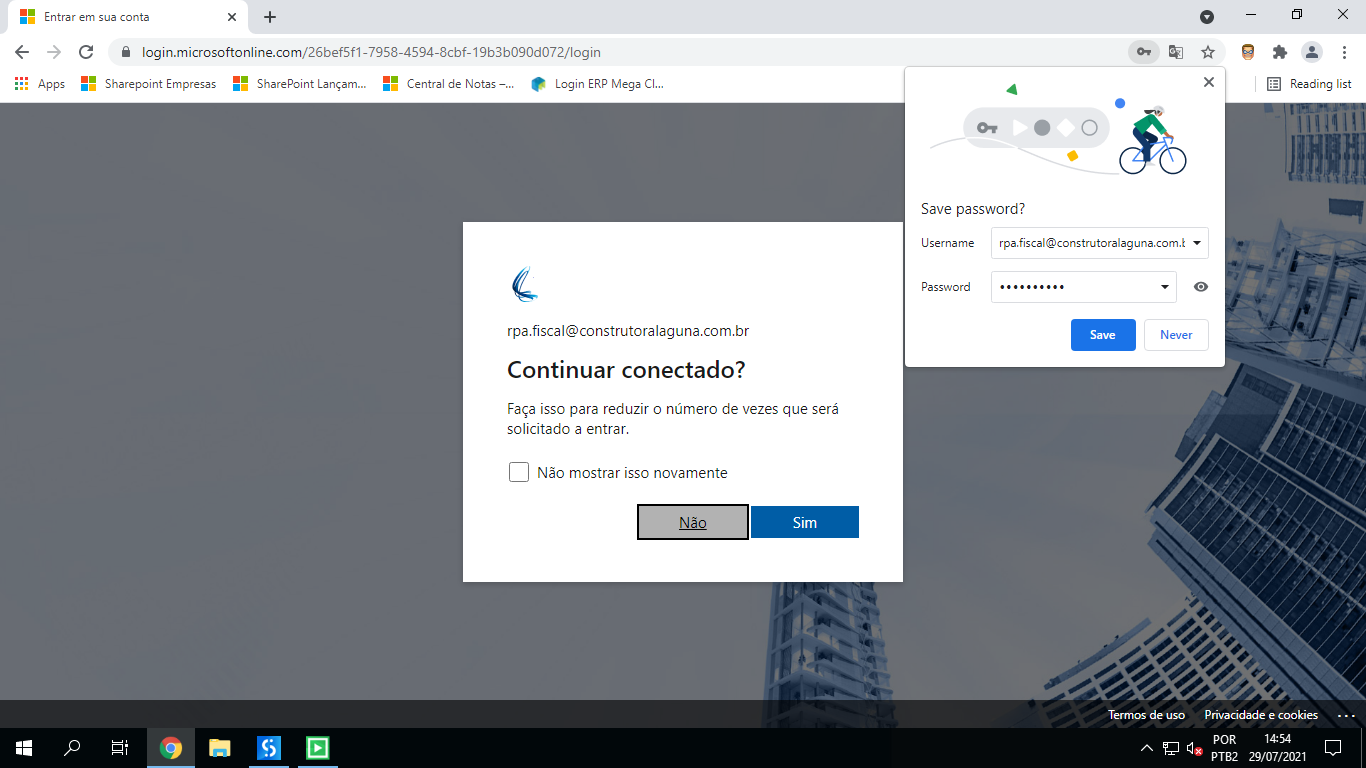 Entrar em sua conta
login.microsoftonline.com/26bef5f1-7958-4594-8cbf-19b3b090d072/login
Apps
Sharepoint Empresas
SharePoint Lançam...
Central de Notas –...
Login ERP Mega Cl...
Reading list
Save password?
Username
rpa.fiscal@construtoralaguna.com.b
Password
••••••••••
Save
Never
rpa.fiscal@construtoralaguna.com.br
Continuar conectado?
Faça isso para reduzir o número de vezes que será
solicitado a entrar.
Não mostrar isso novamente
Não
Sim
Termos de uso
Privacidade e cookies
...
POR
PTB2
14:54
29/07/2021